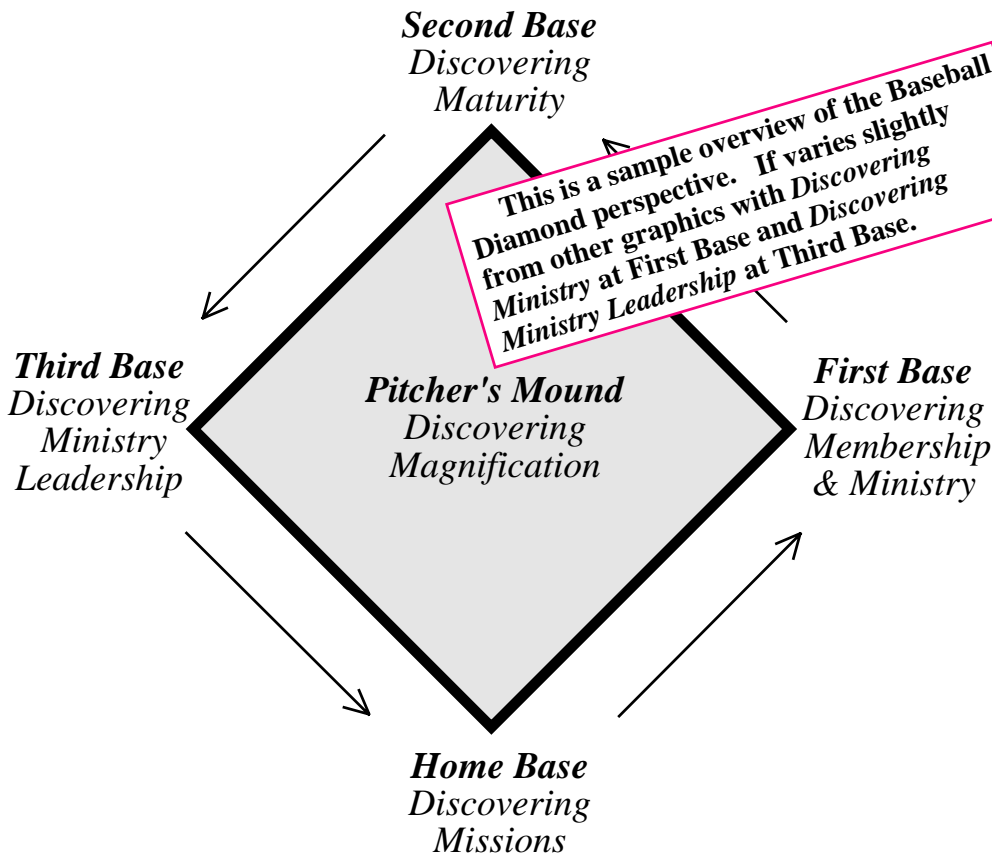 Second Base
Discovering
Maturity
This is a sample overview of the Baseball
Diamond perspective. If varies slightly
from other graphics with Discovering
Ministry at First Base and Discovering
Ministry Leadership at Third Base.
Third Base
Discovering
Ministry
Leadership
Pitcher's Mound
Discovering
Magnification
First Base
Discovering
Membership
& Ministry
Home Base
Discovering
Missions